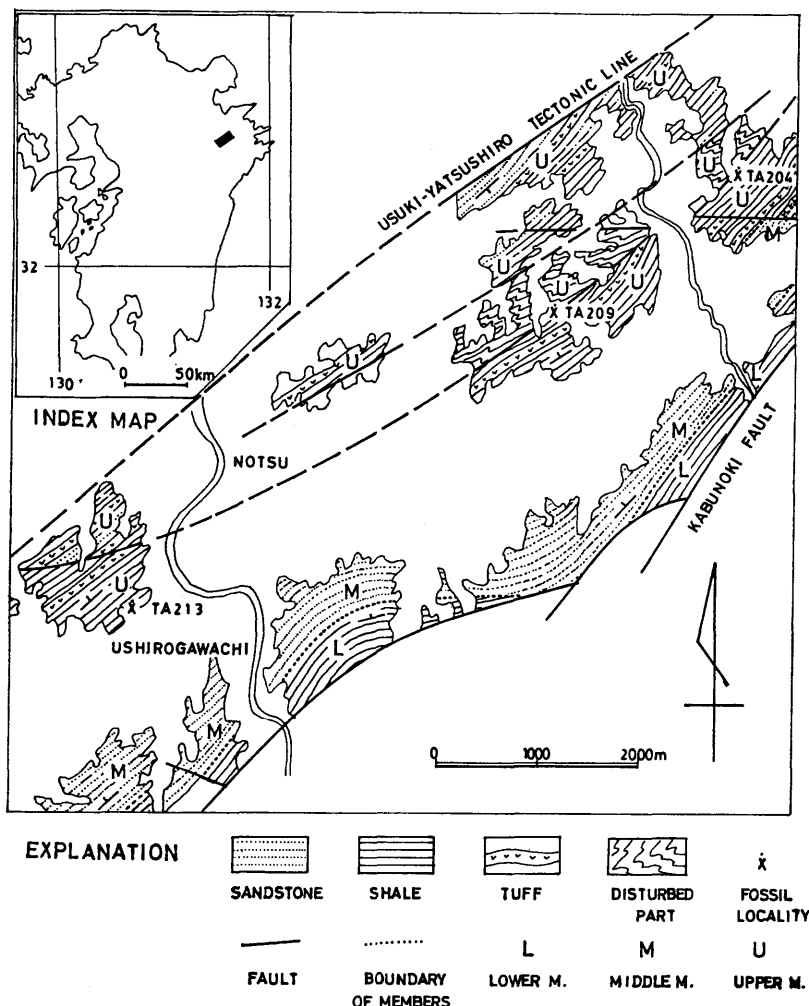 32
130°
132
0 50km
INDEX MAP
USUKI-YATSUSHIRO TECTONIC LINE
U
U
U
X TA204
U
M
U
U
U
X TA209
U
L
M
L
KABUNOKI FAULT
NOTSU
U
U
X TA213
USHIROGAWACHI
M
L
M
M
0 1000 2000m
EXPLANATION
SANDSTONE
SHALE
TUFF
DISTURBED
PART
X
FOSSIL
LOCALITY
FAULT
BOUNDARY
OF MEMBERS
L
LOWER M.
M
MIDDLE M.
U
UPPER M.